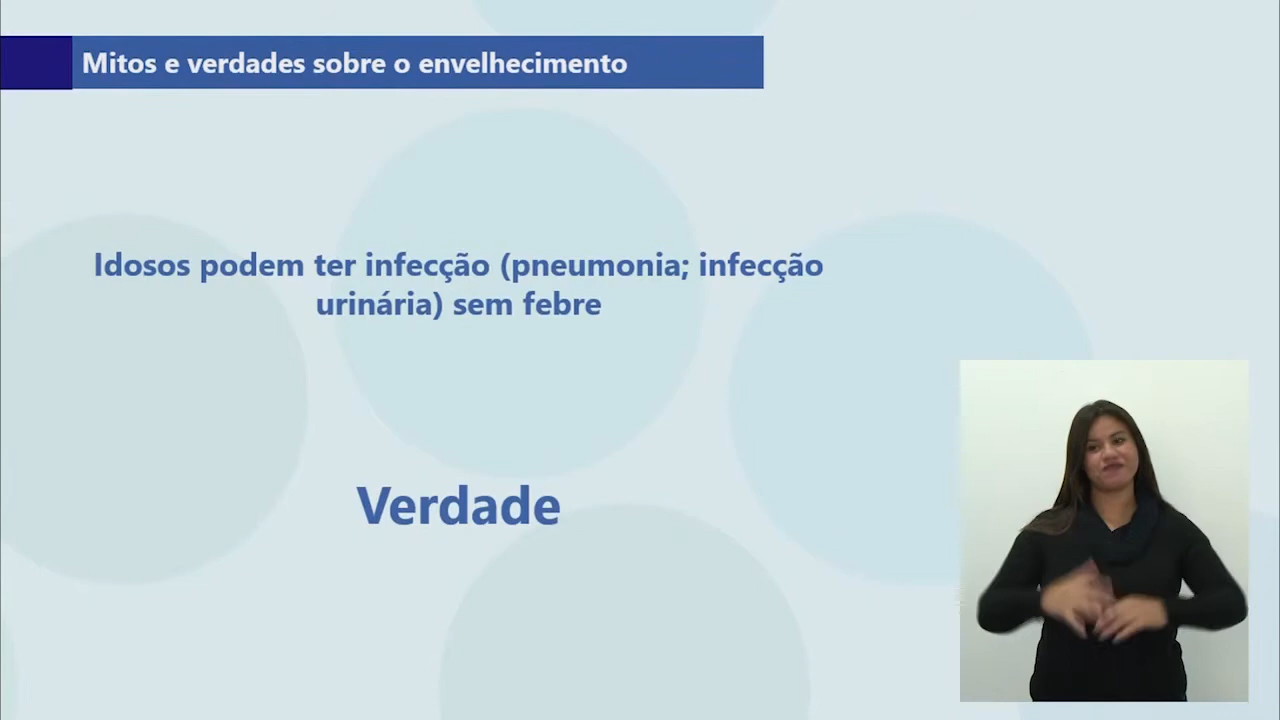 Mitos e verdades sobre o envelhecimento
Idosos podem ter infecção (pneumonia; infecção
urinária) sem febre
Verdade